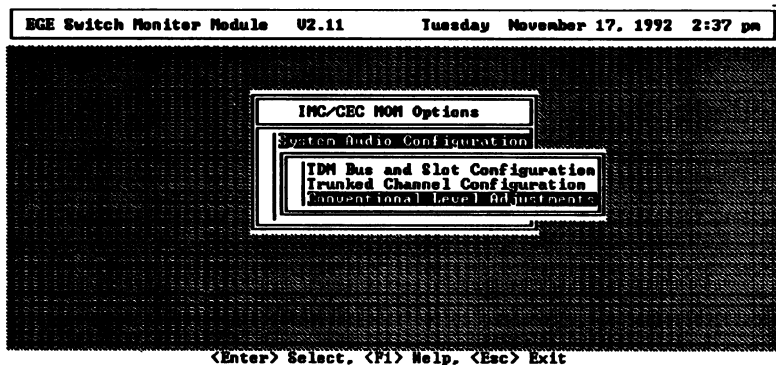 EGE Switch Monitor Module V2.11 Tuesday November 17, 1992 2:37 pm
IMC/CEC MOM Options
System Audio Configuration
TDM Bus and Slot Configuration
Trunked Channel Configuration
Conventional Level Adjustments
<Enter> Select, <F1> Help, <Esc> Exit